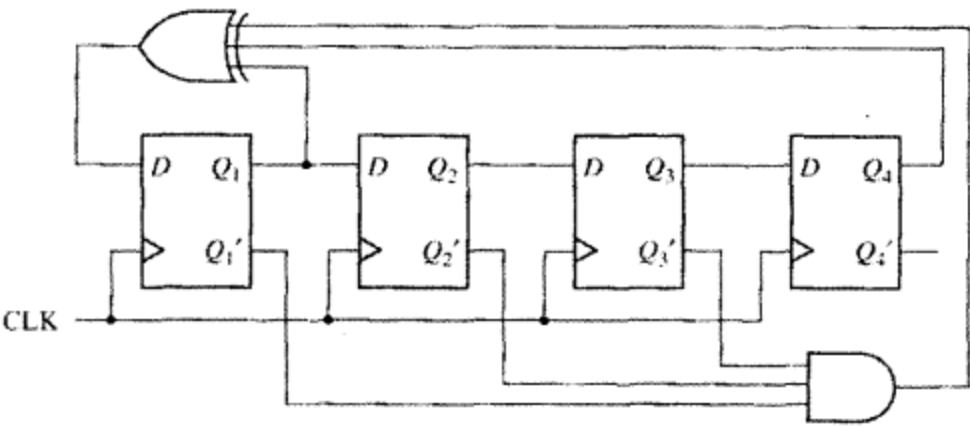 D Q₁ D Q₂ D Q₃ D Q₄
Q₁′ Q₂′ Q₃′ Q₄′
CLK